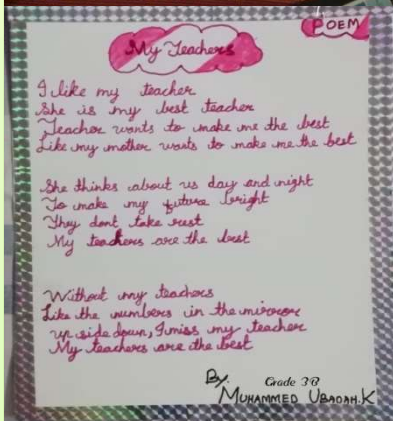 POEM
My Teachers
I like my teacher
She is my best teacher
Teacher wants to make me the best
Like my mother wants to make me the best
She thinks about us day and night
To make my future bright
They dont take rest
My teachers are the best
Without my teachers
Like the numbers in the mirror
up side down, I miss my teacher
My teachers are the best
By.
Grade 3B
MUHAMMED UBADAH.K